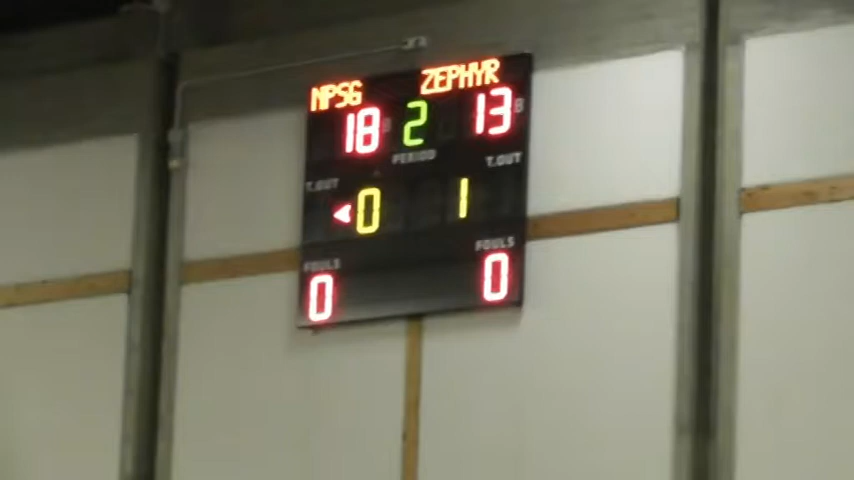 NPSG ZEPHYR
18 2 13
PERIOD
T.OUT T.OUT
0 1
FOULS FOULS
0 0